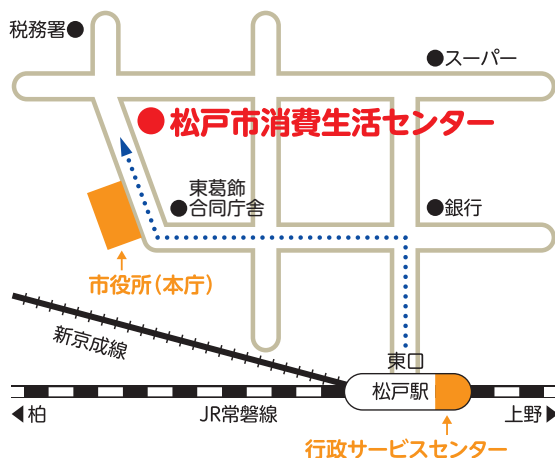 税務署
スーパー
松戸市消費生活センター
東葛飾
合同庁舎
銀行
市役所(本庁)
新京成線
東口
松戸駅
柏
JR常磐線
上野
行政サービスセンター